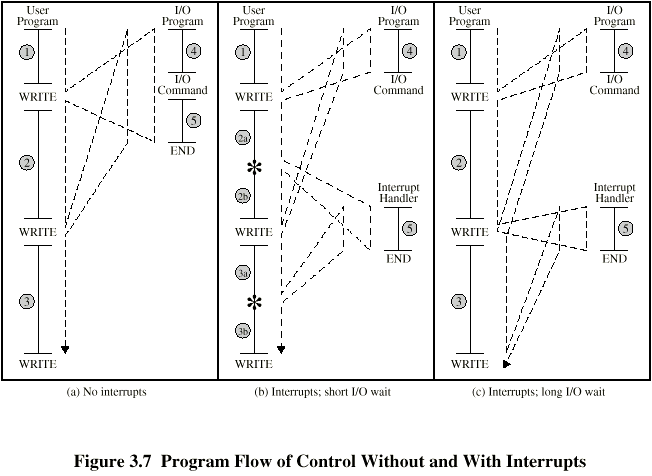 User
Program
I/O
Program
1
4
WRITE
I/O
Command
5
END
2
WRITE
3
WRITE
(a) No interrupts
User
Program
I/O
Program
1
4
WRITE
I/O
Command
2a
*
2b
Interrupt
Handler
5
END
WRITE
3a
*
3b
WRITE
(b) Interrupts; short I/O wait
User
Program
I/O
Program
1
4
WRITE
I/O
Command
2
Interrupt
Handler
5
END
WRITE
3
WRITE
(c) Interrupts; long I/O wait
Figure 3.7 Program Flow of Control Without and With Interrupts